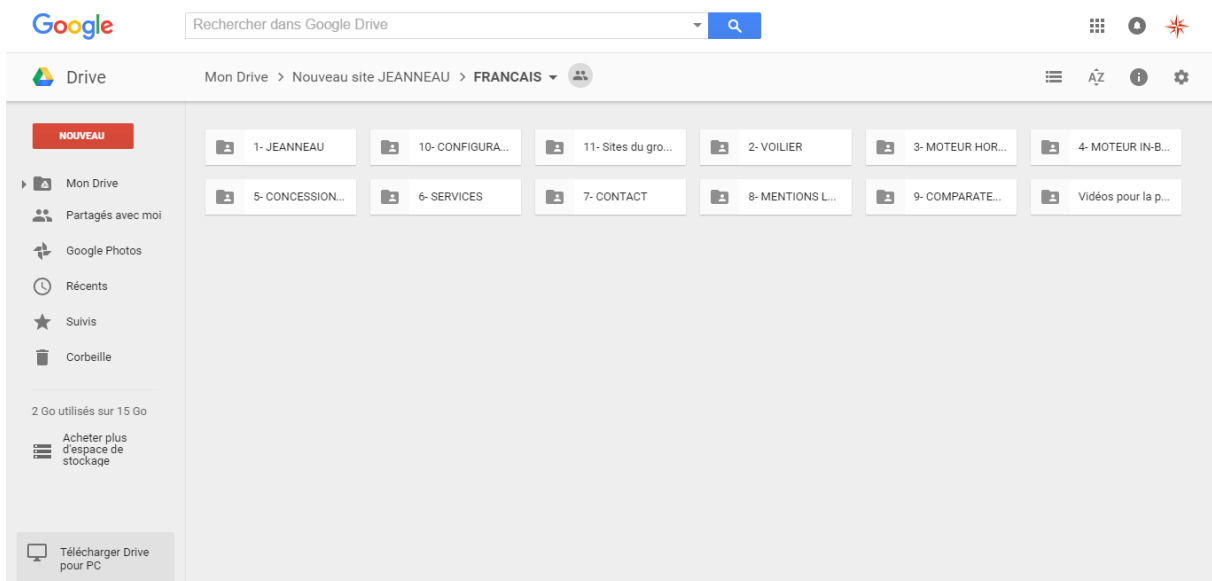 Google
Rechercher dans Google Drive
Drive
Mon Drive > Nouveau site JEANNEAU > FRANCAIS
AZ
NOUVEAU
Mon Drive
Partagés avec moi
Google Photos
Récents
Suivis
Corbeille
2 Go utilisés sur 15 Go
Acheter plus
d'espace de
stockage
Télécharger Drive
pour PC
1- JEANNEAU
10- CONFIGURA...
11- Sites du gro...
2- VOILIER
3- MOTEUR HOR...
4- MOTEUR IN-B...
5- CONCESSION...
6- SERVICES
7- CONTACT
8- MENTIONS L...
9- COMPARATE...
Vidéos pour la p...